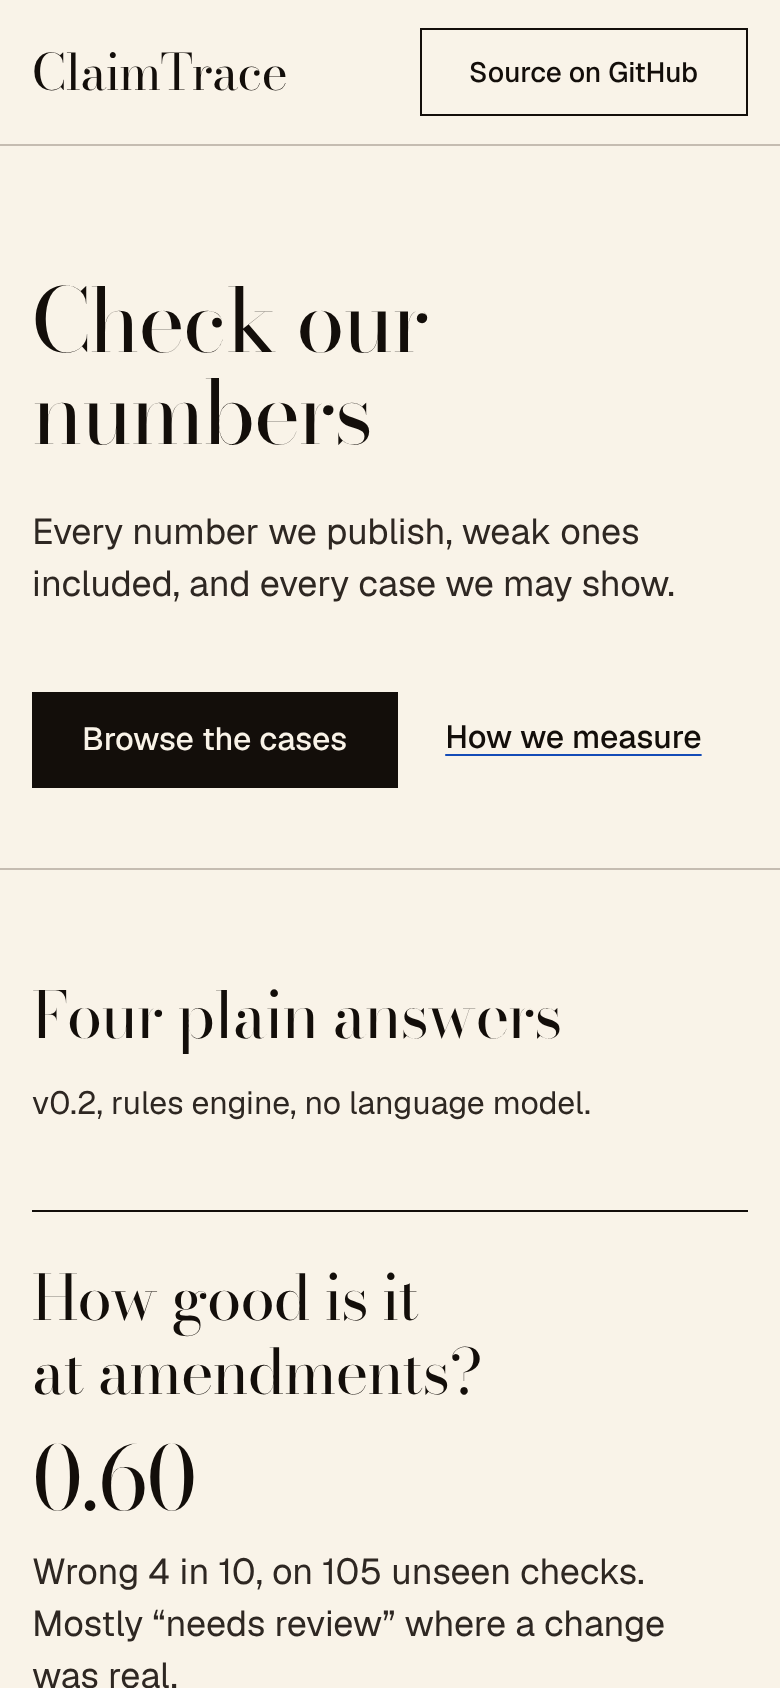 ClaimTrace
Source on GitHub
Check our
numbers
Every number we publish, weak ones
included, and every case we may show.
Browse the cases
How we measure
Four plain answers
v0.2, rules engine, no language model.
How good is it
at amendments?
0.60
Wrong 4 in 10, on 105 unseen checks.
Mostly “needs review” where a change
was real.